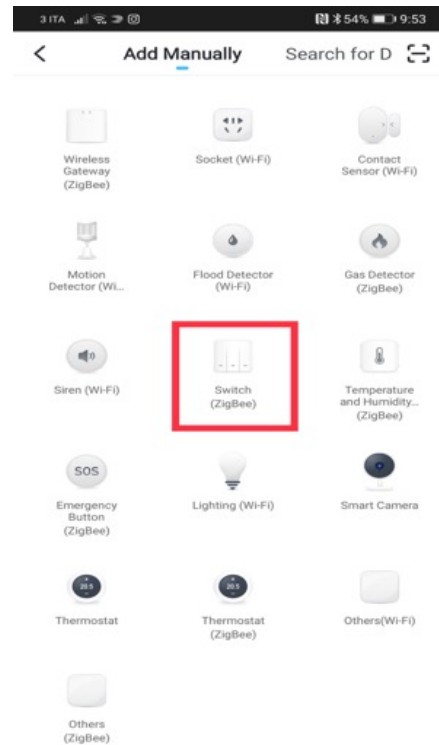 3 ITA 54% 9:53
Add Manually Search for D
Wireless
Gateway
(ZigBee)
Socket (Wi-Fi)
Contact
Sensor (Wi-Fi)
Motion
Detector (Wi...
Flood Detector
(Wi-Fi)
Gas Detector
(ZigBee)
Siren (Wi-Fi)
Switch
(ZigBee)
Temperature
and Humidity...
(ZigBee)
SOS
Emergency
Button
(ZigBee)
Lighting (Wi-Fi)
Smart Camera
20.5
Thermostat
20.5
Thermostat
(ZigBee)
Others(Wi-Fi)
Others
(ZigBee)